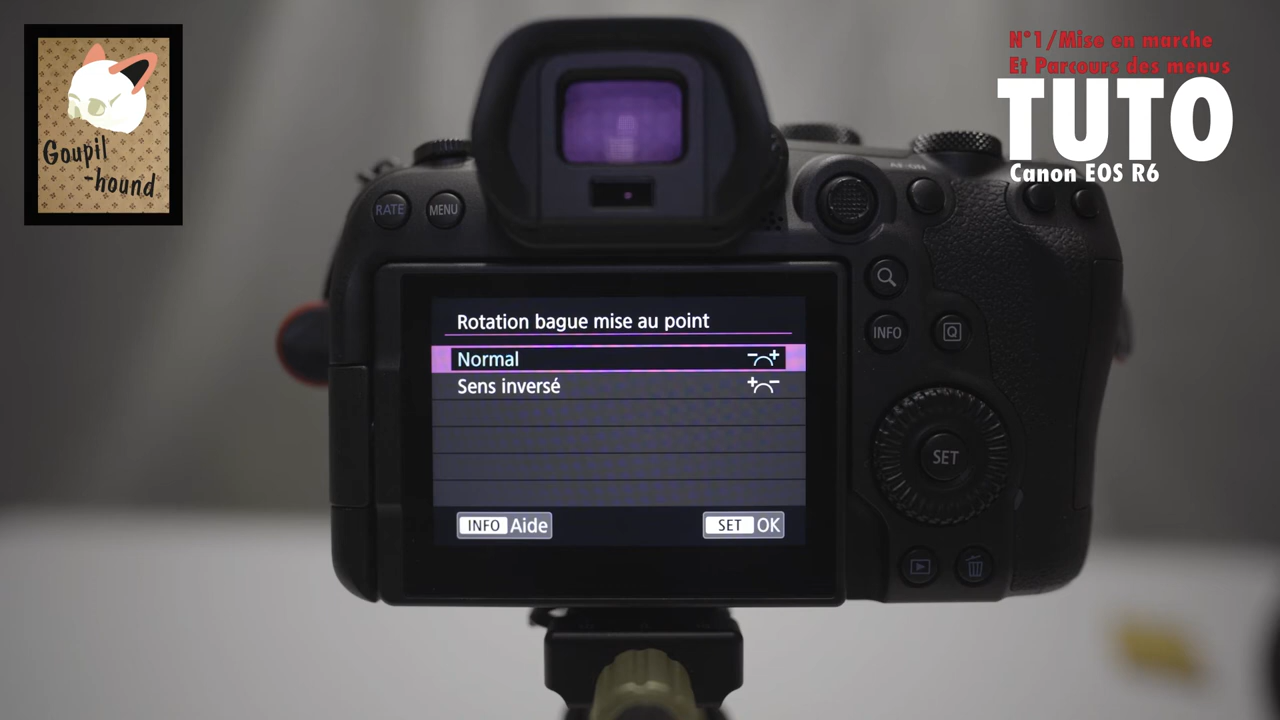 Goupil
-hound
N°1/Mise en marche
Et Parcours des menus
TUTO
Canon EOS R6
RATE
MENU
INFO
Q
SET
Rotation bague mise au point
Normal
Sens inversé
INFO Aide
SET OK